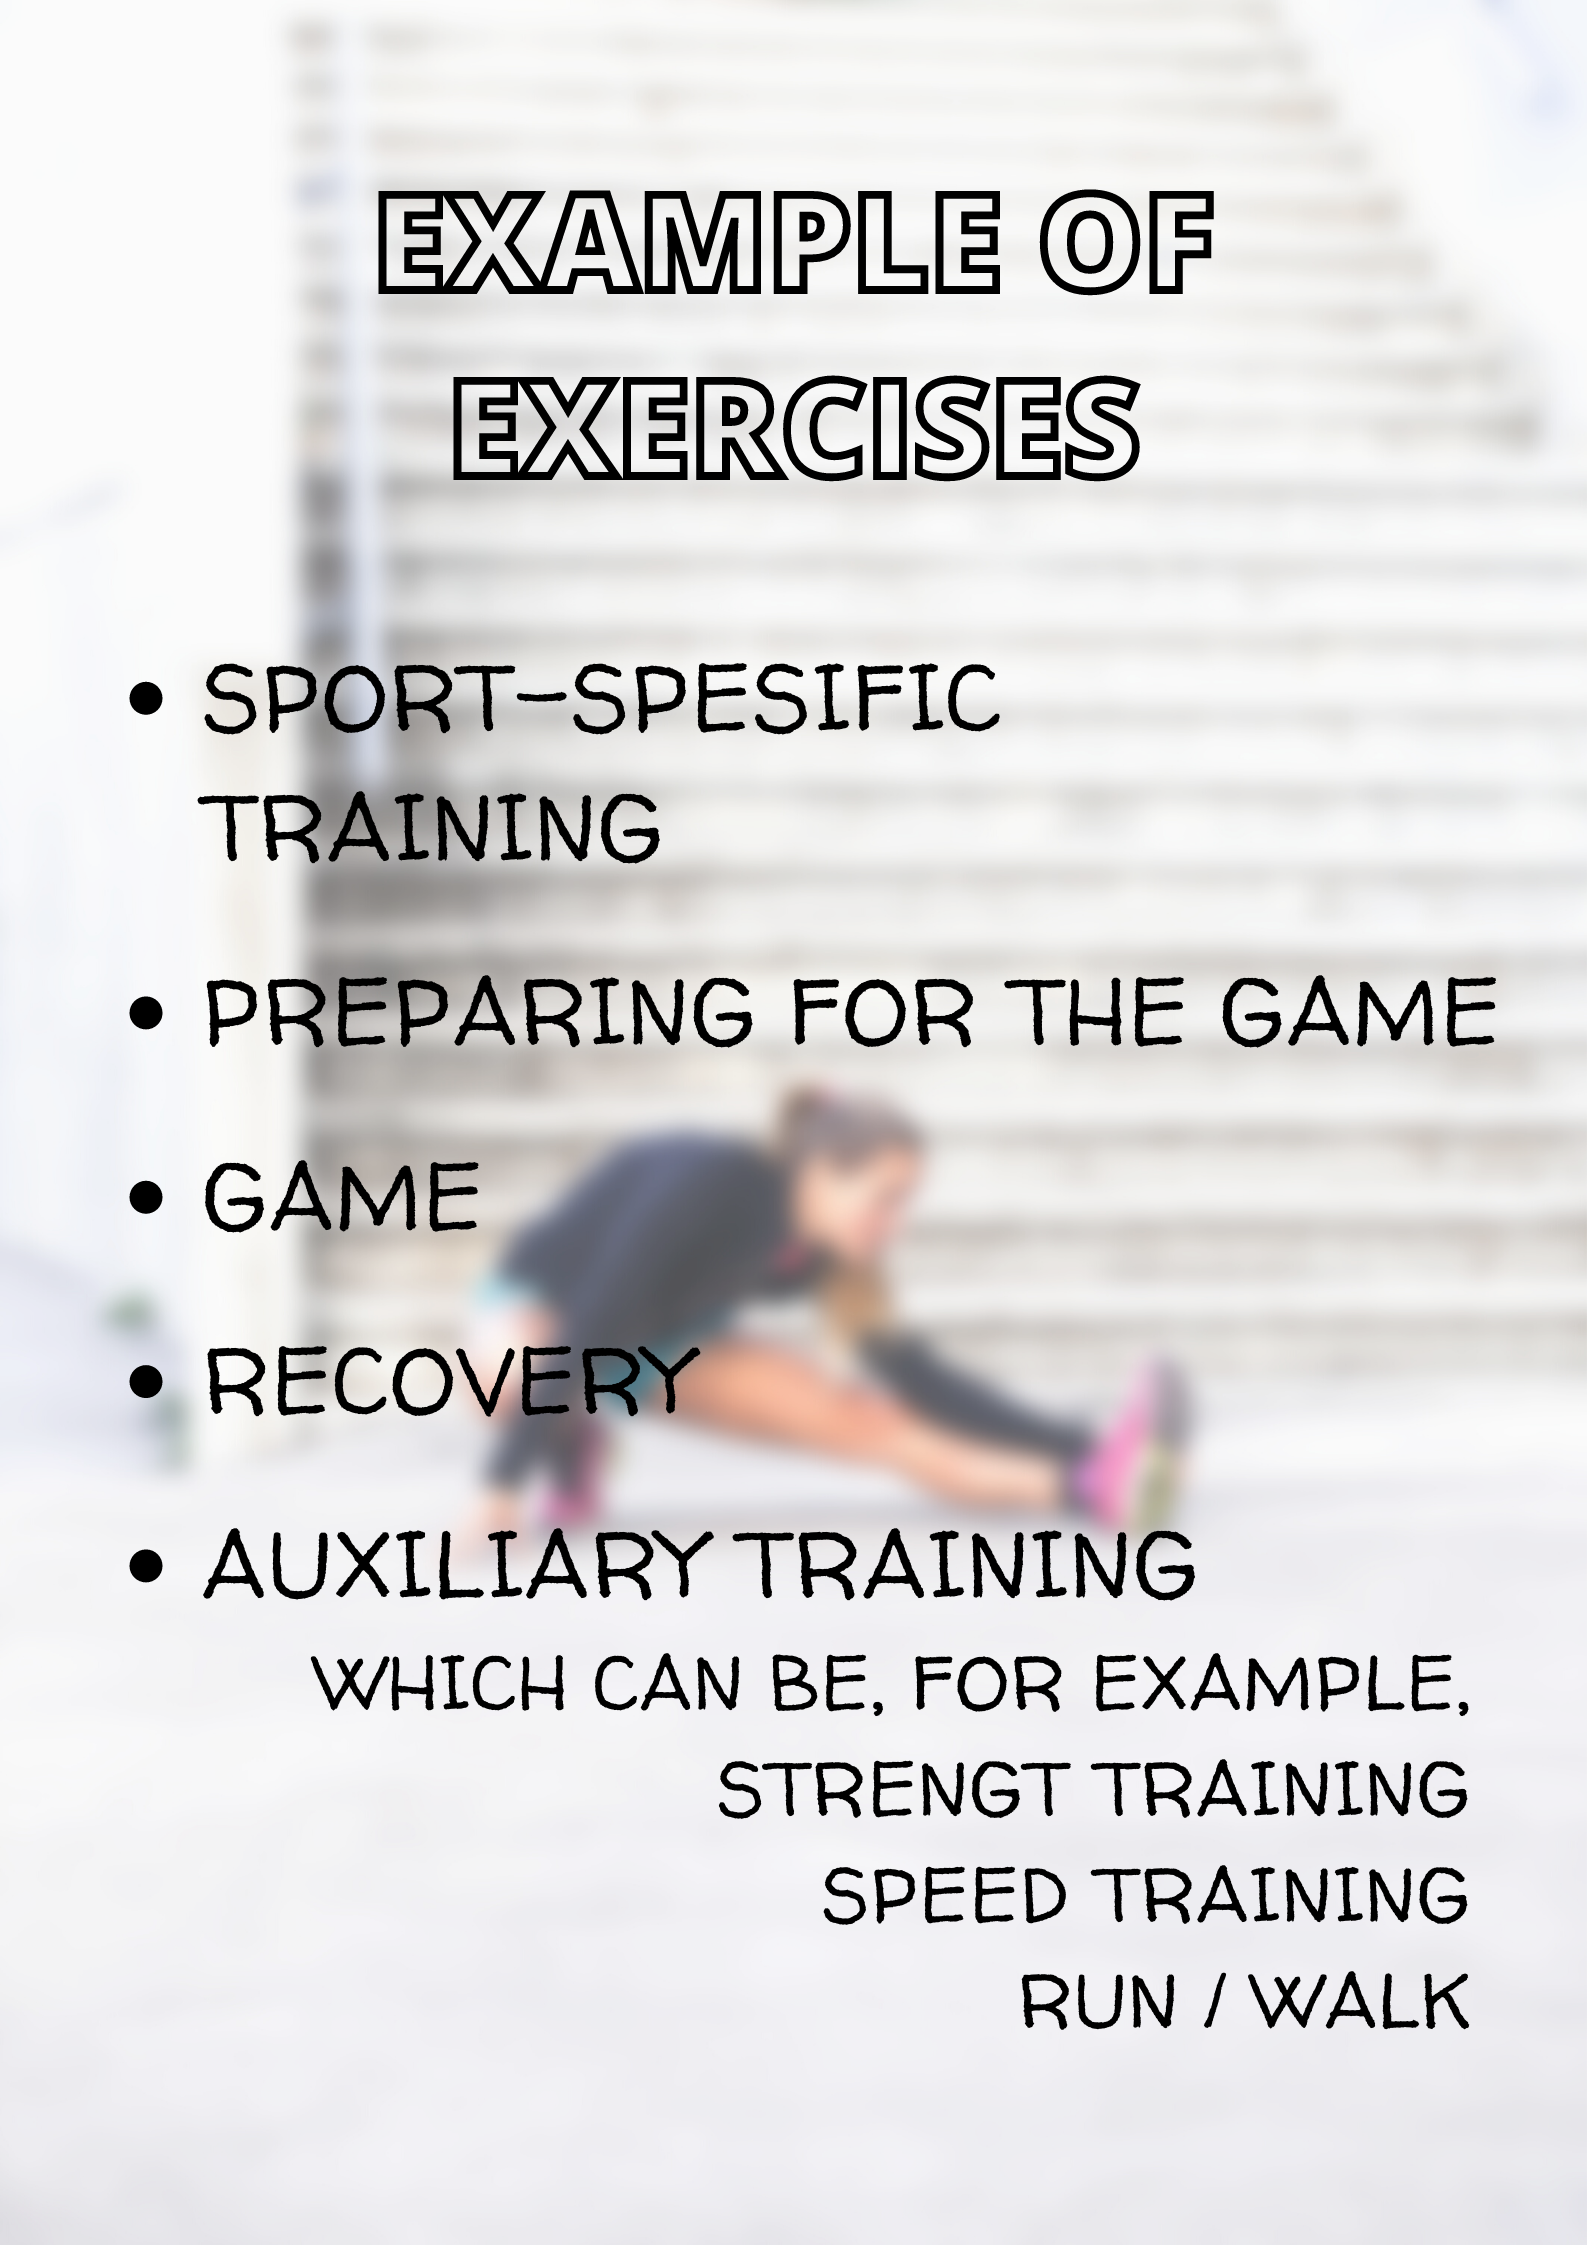 EXAMPLE OF
EXERCISES
• SPORT-SPESIFIC
TRAINING
• PREPARING FOR THE GAME
• GAME
• RECOVERY
• AUXILIARY TRAINING
WHICH CAN BE, FOR EXAMPLE,
STRENGT TRAINING
SPEED TRAINING
RUN / WALK